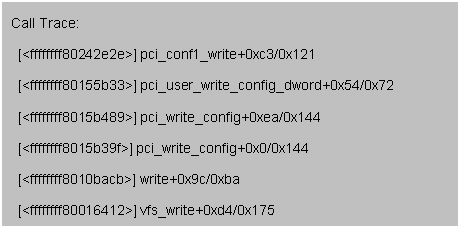 Call Trace:
[<ffffffff80242e2e>] pci_conf1_write+0xc3/0x121
[<ffffffff80155b33>] pci_user_write_config_dword+0x54/0x72
[<ffffffff8015b489>] pci_write_config+0xea/0x144
[<ffffffff8015b39f>] pci_write_config+0x0/0x144
[<ffffffff8010bacb>] write+0x9c/0xba
[<ffffffff80016412>] vfs_write+0xd4/0x175